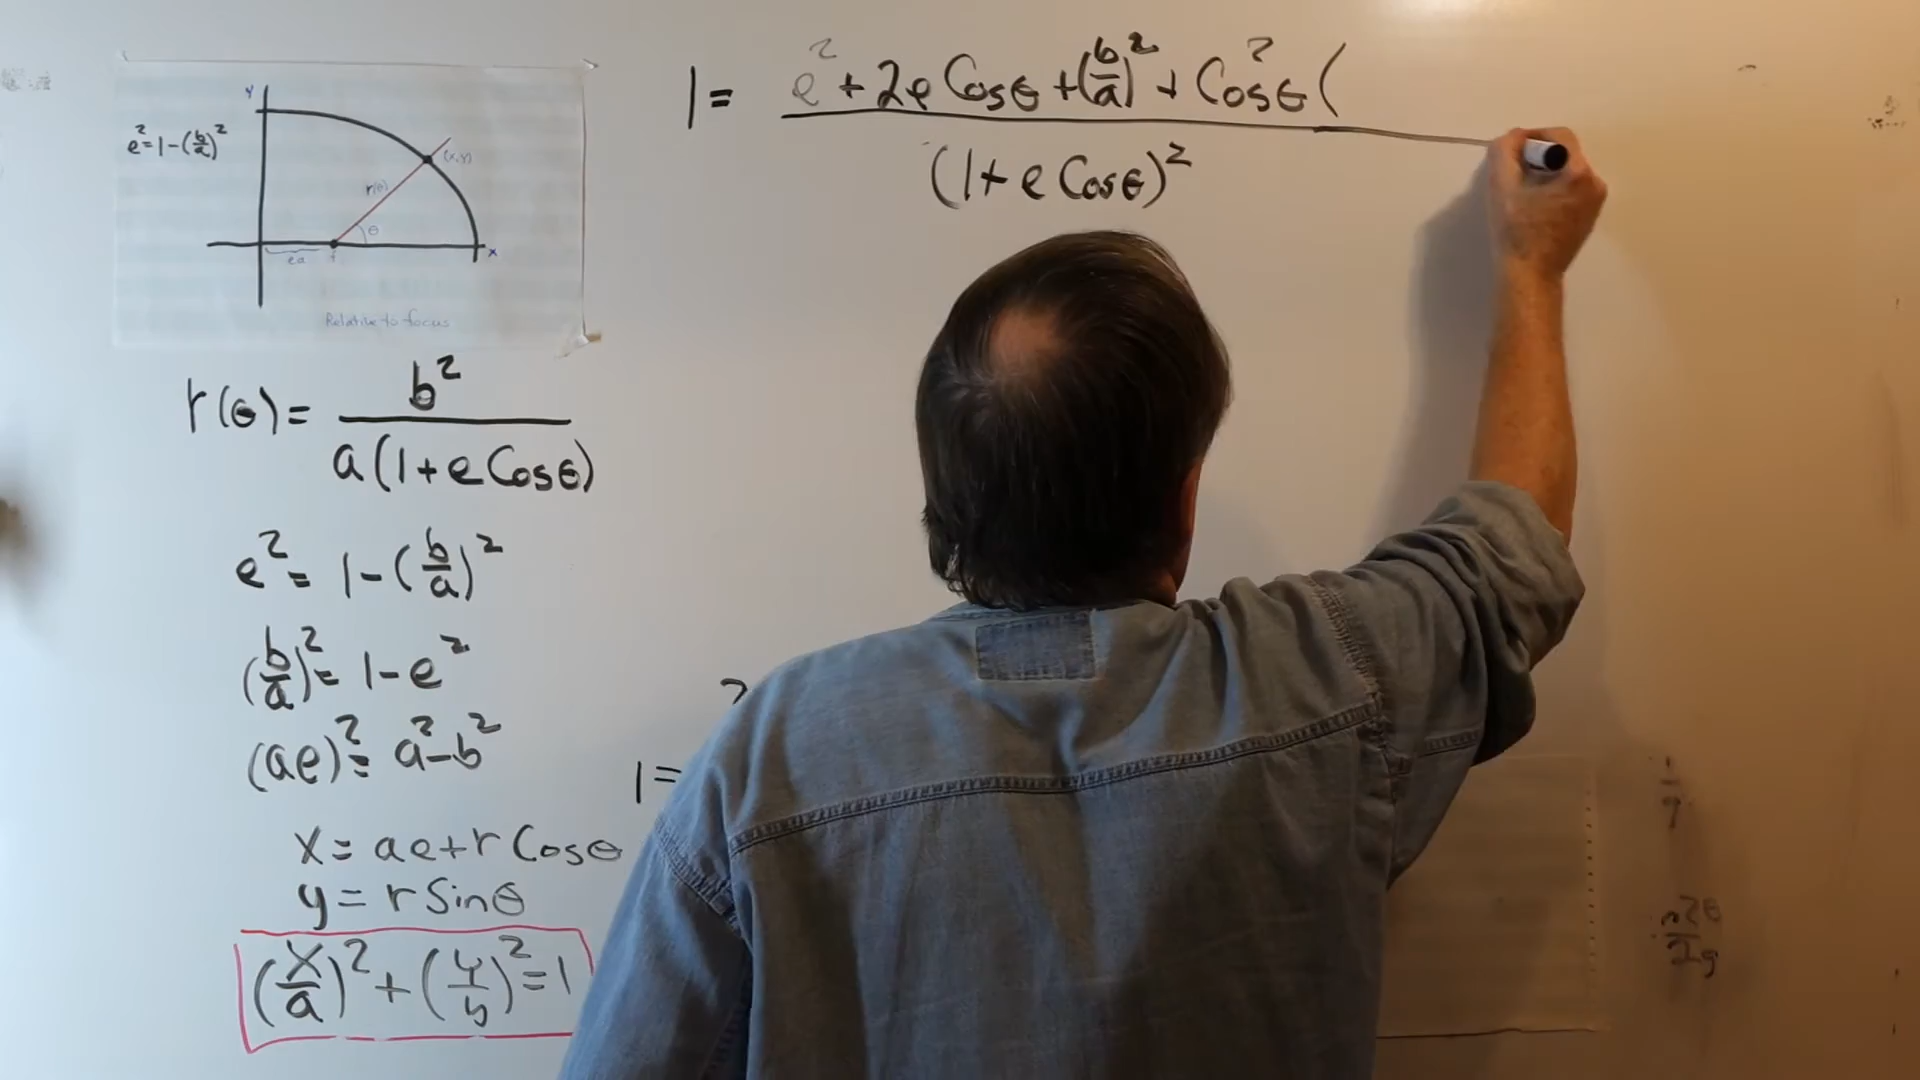 1 = e² + 2e Cosθ + (b/a)² + Cos²θ (
(1 + e Cosθ)²
y
e² = 1 - (b/a)²
(x,y)
r(θ)
θ
ea f x
Relative to focus
r(θ) = b²
a(1 + e Cosθ)
e² = 1 - (b/a)²
(b/a)² = 1 - e²
(ae)² = a² - b²
1 =
x = ae + r Cosθ
y = r Sinθ
(x/a)² + (y/b)² = 1